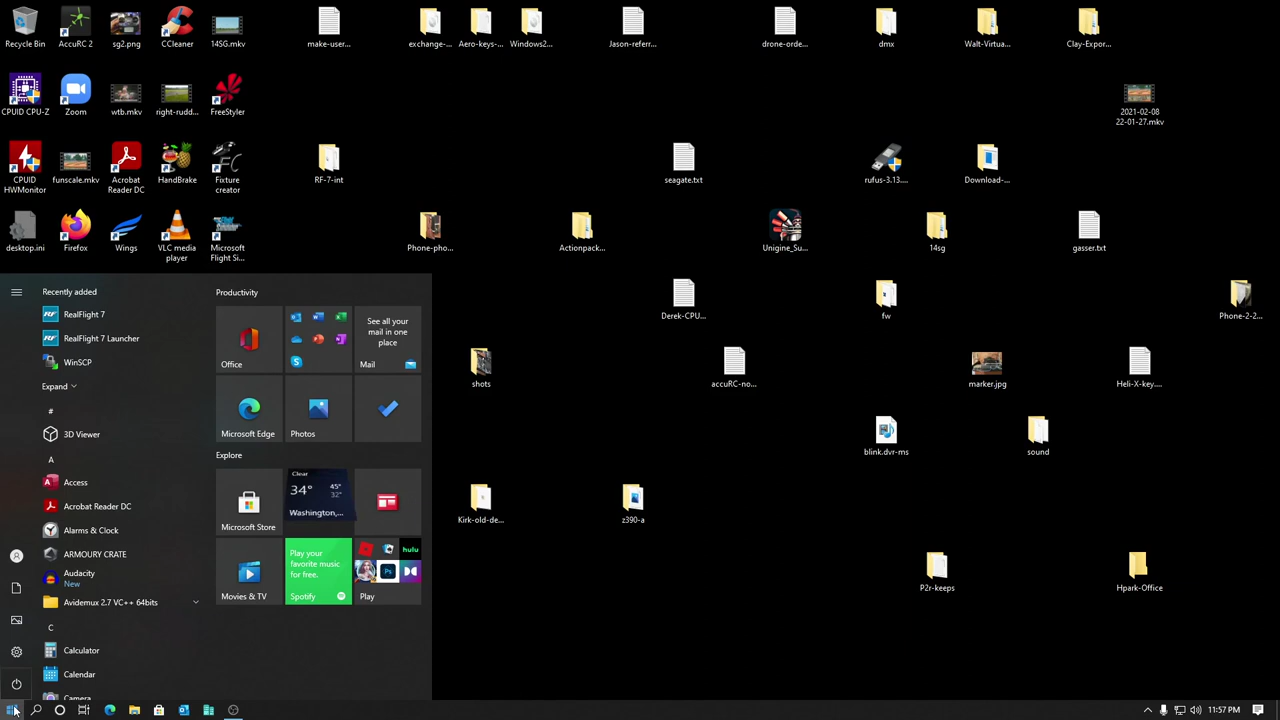 Recycle Bin
AccuRC 2
sg2.png
CCleaner
14SG.mkv
make-user...
exchange-...
Aero-keys-...
Windows2...
Jason-referr...
drone-orde...
dmx
Walt-Virtua...
Clay-Expor...
CPUID CPU-Z
Zoom
wtb.mkv
right-rudd...
FreeStyler
2021-02-08
22-01-27.mkv
CPUID
HWMonitor
funscale.mkv
Acrobat
Reader DC
HandBrake
Fixture
creator
RF-7-int
seagate.txt
rufus-3.13....
Download-...
desktop.ini
Firefox
Wings
VLC media
player
Microsoft
Flight Si...
Phone-pho...
Actionpack...
Unigine_Su...
14sg
gasser.txt
Derek-CPU...
fw
Phone-2-2...
shots
accuRC-no...
marker.jpg
Heli-X-key....
blink.dvr-ms
sound
Kirk-old-de...
z390-a
P2r-keeps
Hpark-Office
Recently added
RealFlight 7
RealFlight 7 Launcher
WinSCP
Expand
#
3D Viewer
A
Access
Acrobat Reader DC
Alarms & Clock
ARMOURY CRATE
Audacity
New
Avidemux 2.7 VC++ 64bits
C
Calculator
Calendar
Camera
Productivity
Office
See all your
mail in one
place
Mail
Microsoft Edge
Photos
Explore
Microsoft Store
Clear
34° 45° 32°
Washington,...
Movies & TV
Play your
favorite music
for free.
Spotify
hulu
Ps
Play
11:57 PM